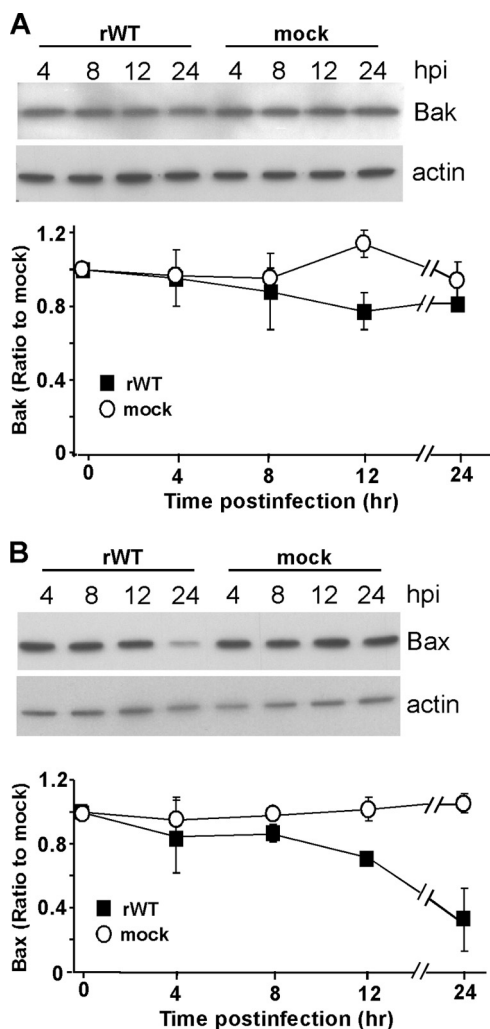 A
rWT mock
4 8 12 24 4 8 12 24 hpi
Bak
actin
1.2
0.8
0.4
0
Bak (Ratio to mock)
rWT
mock
0 4 8 12 24
Time postinfection (hr)
B
rWT mock
4 8 12 24 4 8 12 24 hpi
Bax
actin
1.2
0.8
0.4
0
Bax (Ratio to mock)
rWT
mock
0 4 8 12 24
Time postinfection (hr)